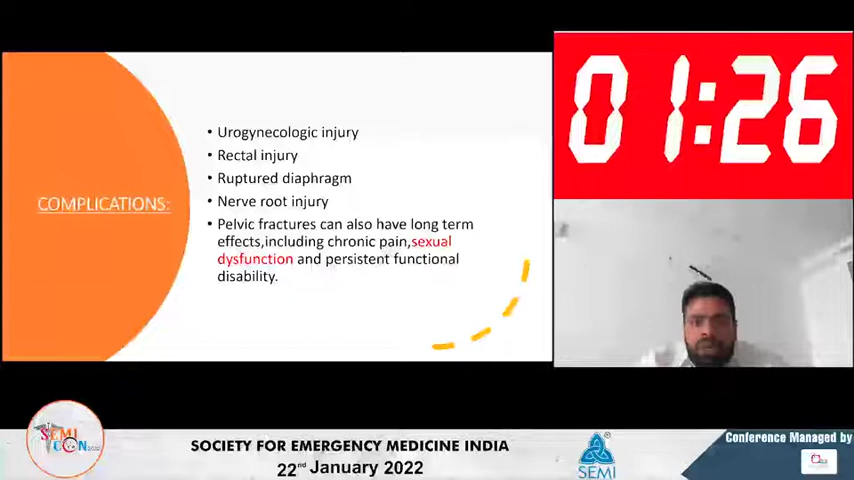 COMPLICATIONS:
• Urogynecologic injury
• Rectal injury
• Ruptured diaphragm
• Nerve root injury
• Pelvic fractures can also have long term
effects,including chronic pain,sexual
dysfunction and persistent functional
disability.
01:26
SEMI
CON
SOCIETY FOR EMERGENCY MEDICINE INDIA
22nd January 2022
SEMI
Conference Managed by